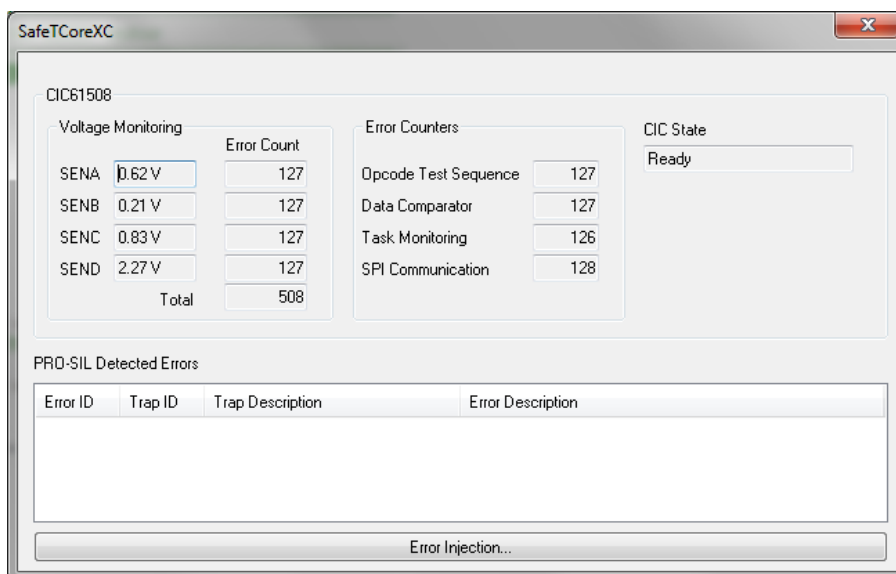 SafeTCoreXC
CIC61508
Voltage Monitoring
Error Count
SENA 0.62 V 127
SENB 0.21 V 127
SENC 0.83 V 127
SEND 2.27 V 127
Total 508
Error Counters
Opcode Test Sequence 127
Data Comparator 127
Task Monitoring 126
SPI Communication 128
CIC State
Ready
PRO-SIL Detected Errors
Error ID Trap ID Trap Description Error Description
Error Injection...